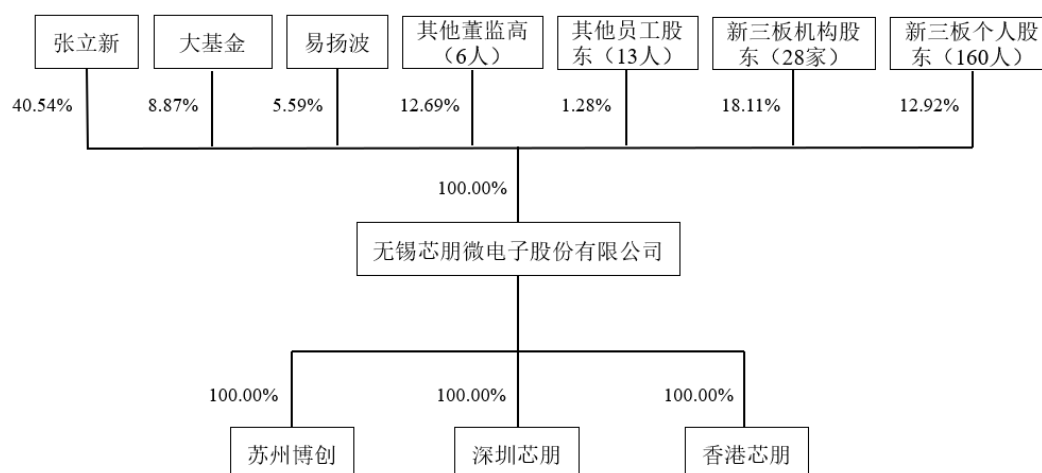 张立新
大基金
易扬波
其他董监高
（6人）
其他员工股
东（13人）
新三板机构股
东（28家）
新三板个人股
东（160人）
40.54%
8.87%
5.59%
12.69%
1.28%
18.11%
12.92%
100.00%
无锡芯朋微电子股份有限公司
100.00%
100.00%
100.00%
苏州博创
深圳芯朋
香港芯朋